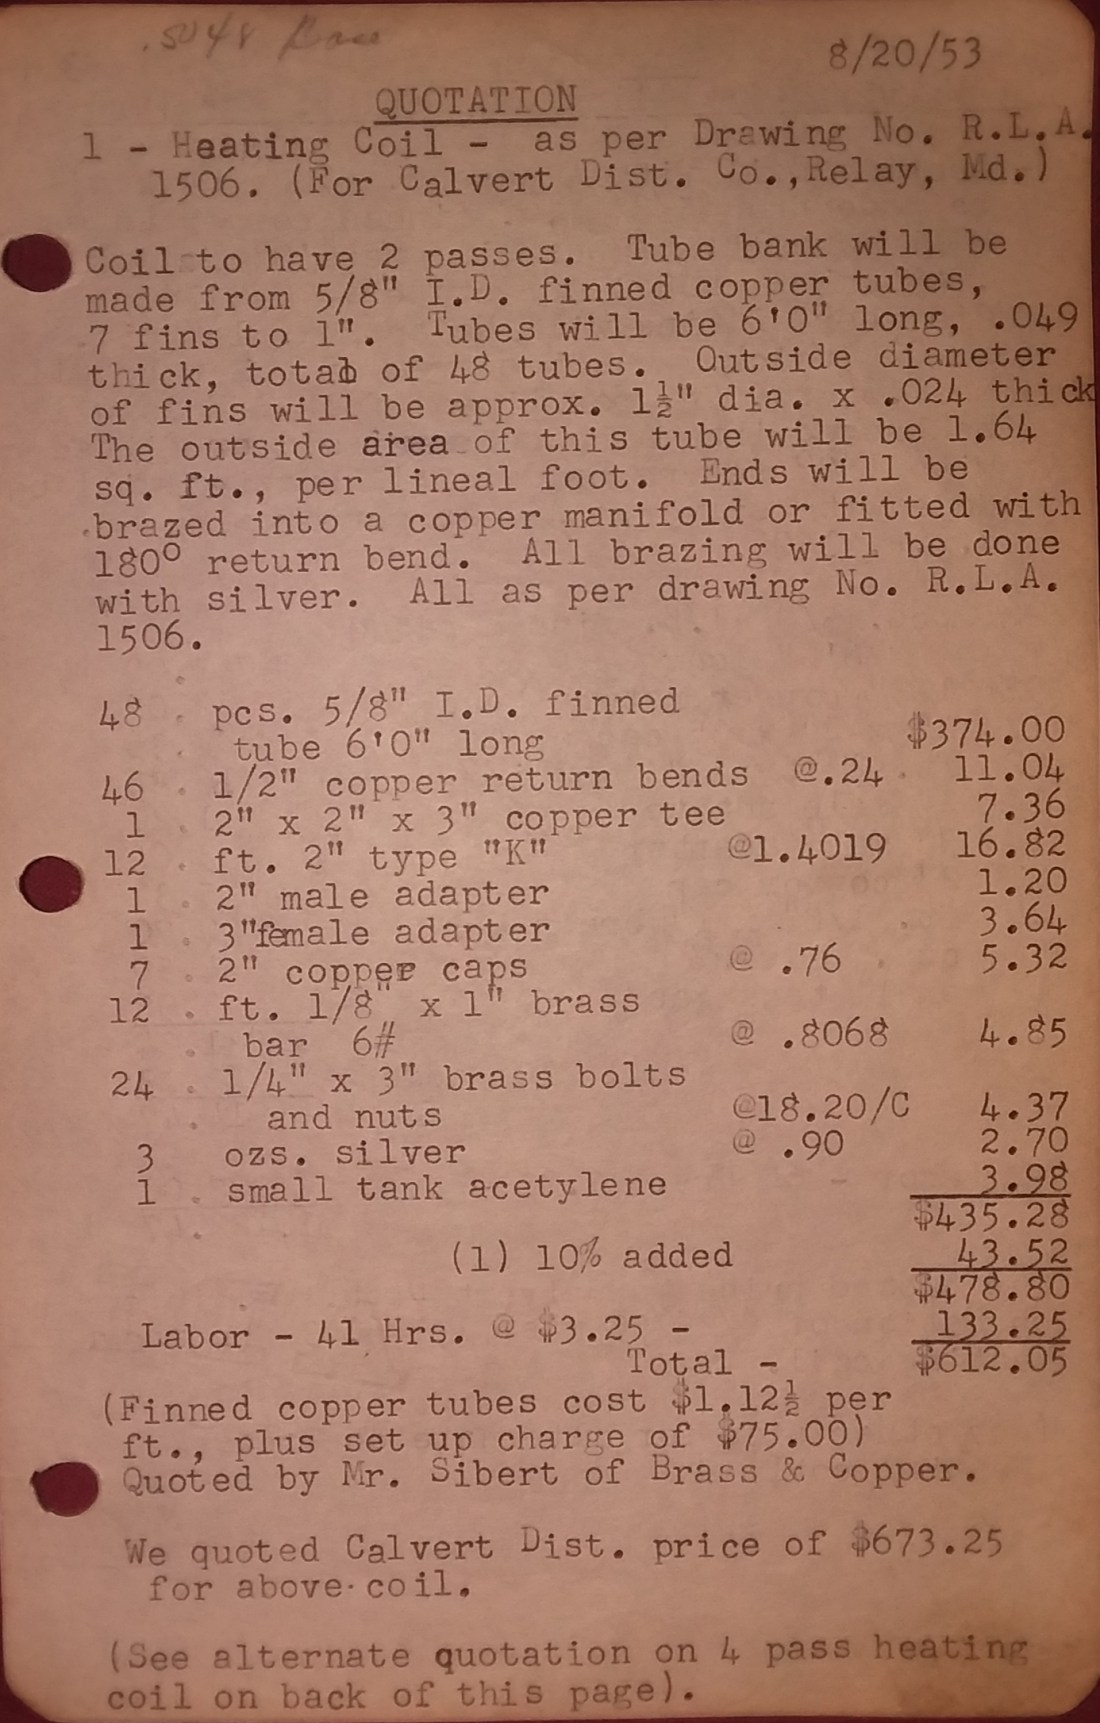 .5048 Base
8/20/53
QUOTATION
1 - Heating Coil - as per Drawing No. R.L.A.
1506. (For Calvert Dist. Co.,Relay, Md.)
Coil to have 2 passes. Tube bank will be
made from 5/8" I.D. finned copper tubes,
7 fins to 1". Tubes will be 6'0" long, .049
thick, total of 48 tubes. Outside diameter
of fins will be approx. 1½" dia. x .024 thick
The outside area of this tube will be 1.64
sq. ft., per lineal foot. Ends will be
brazed into a copper manifold or fitted with
180° return bend. All brazing will be done
with silver. All as per drawing No. R.L.A.
1506.
48 pcs. 5/8" I.D. finned
tube 6'0" long $374.00
46 1/2" copper return bends @.24 11.04
1 2" x 2" x 3" copper tee 7.36
12 ft. 2" type "K" @1.4019 16.82
1 2" male adapter 1.20
1 3"female adapter 3.64
7 2" copper caps @ .76 5.32
12 ft. 1/8" x 1" brass
bar 6# @ .8068 4.85
24 1/4" x 3" brass bolts
and nuts @18.20/C 4.37
3 ozs. silver @ .90 2.70
1 small tank acetylene 3.98
$435.28
(1) 10% added 43.52
$478.80
Labor - 41 Hrs. @ $3.25 - 133.25
Total - $612.05
(Finned copper tubes cost $1.12½ per
ft., plus set up charge of $75.00)
Quoted by Mr. Sibert of Brass & Copper.
We quoted Calvert Dist. price of $673.25
for above coil.
(See alternate quotation on 4 pass heating
coil on back of this page).